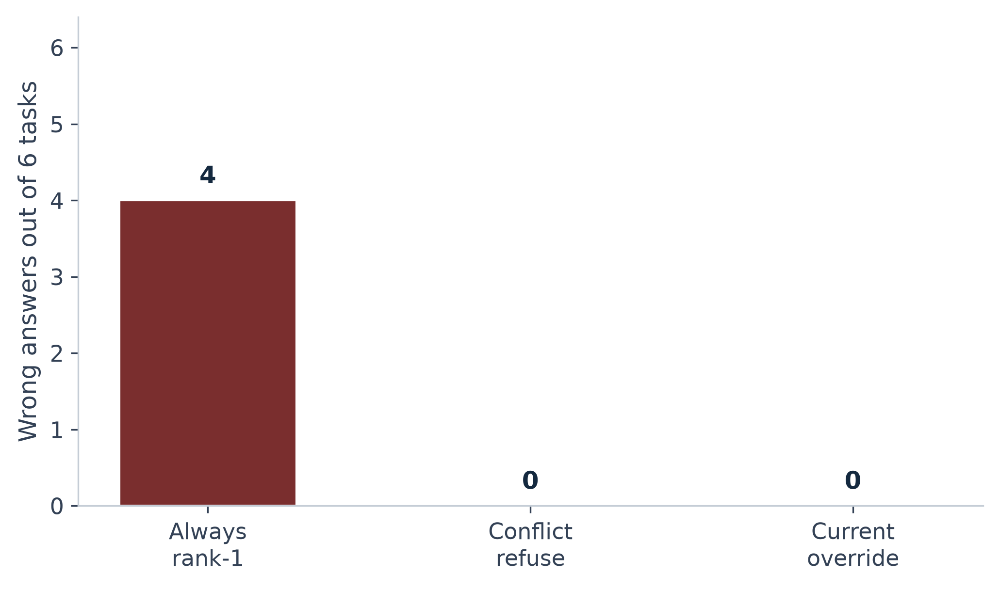 Wrong answers out of 6 tasks
6
5
4
3
2
1
0
4
0
0
Always
rank-1
Conflict
refuse
Current
override